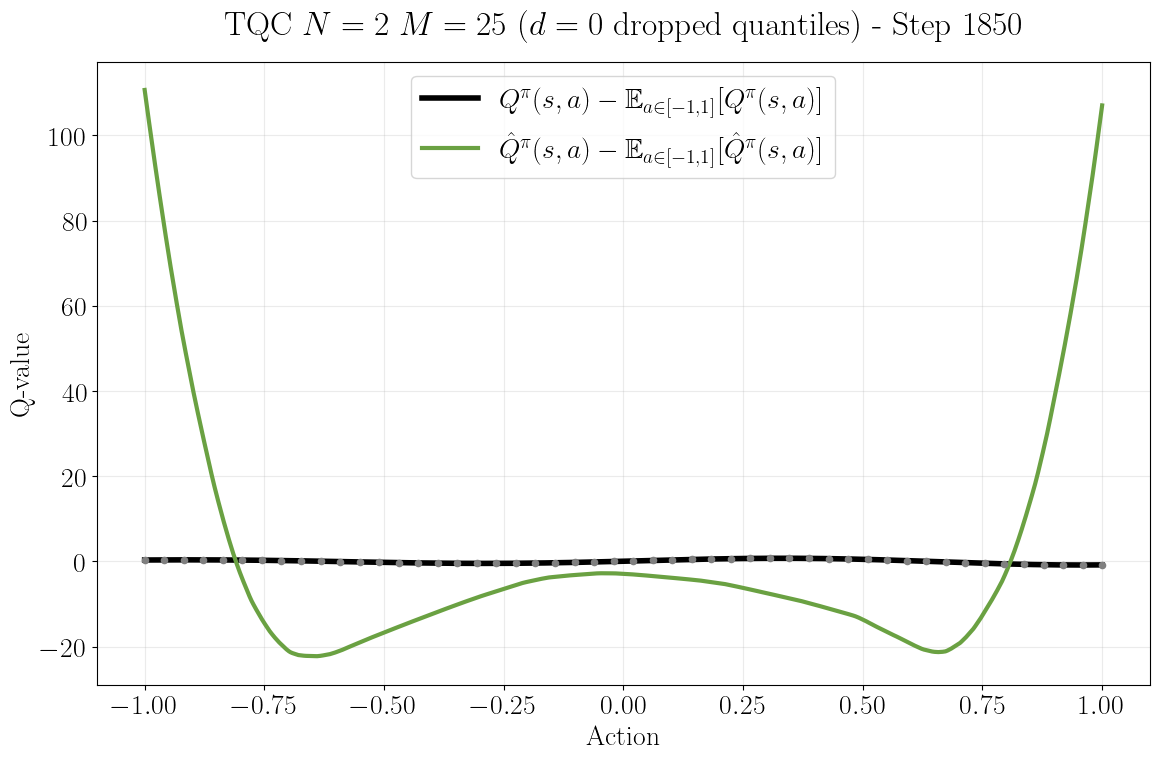 TQC N = 2 M = 25 (d = 0 dropped quantiles) - Step 1850
Q^π(s, a) − 𝔼_{a∈[−1,1]}[Q^π(s, a)]
Q̂^π(s, a) − 𝔼_{a∈[−1,1]}[Q̂^π(s, a)]
Q-value
100
80
60
40
20
0
−20
−1.00 −0.75 −0.50 −0.25 0.00 0.25 0.50 0.75 1.00
Action